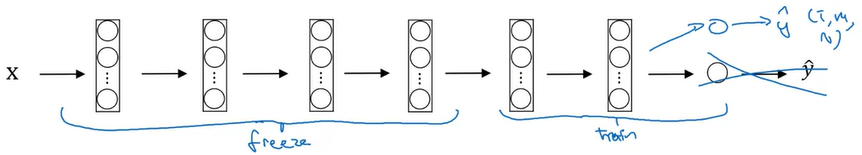 x
ŷ (T, M,
N)
ŷ
freeze
train